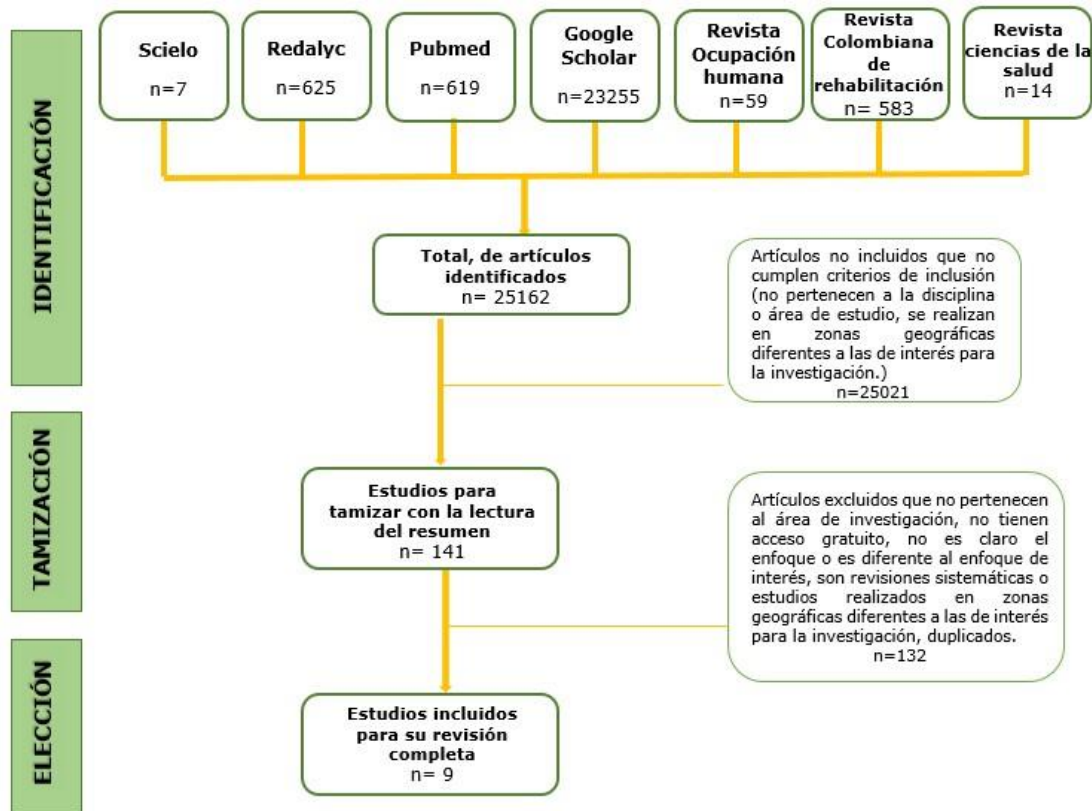 IDENTIFICACIÓN
Scielo
n=7
Redalyc
n=625
Pubmed
n=619
Google
Scholar
n=23255
Revista
Ocupación
humana
n=59
Revista
Colombiana
de
rehabilitación
n= 583
Revista
ciencias de la
salud
n=14
Total, de artículos
identificados
n= 25162
Artículos no incluidos que no
cumplen criterios de inclusión
(no pertenecen a la disciplina
o área de estudio, se realizan
en zonas geográficas
diferentes a las de interés para
la investigación.)
n=25021
TAMIZACIÓN
Estudios para
tamizar con la lectura
del resumen
n= 141
Artículos excluidos que no pertenecen
al área de investigación, no tienen
acceso gratuito, no es claro el
enfoque o es diferente al enfoque de
interés, son revisiones sistemáticas o
estudios realizados en zonas
geográficas diferentes a las de interés
para la investigación, duplicados.
n=132
ELECCIÓN
Estudios incluidos
para su revisión
completa
n= 9